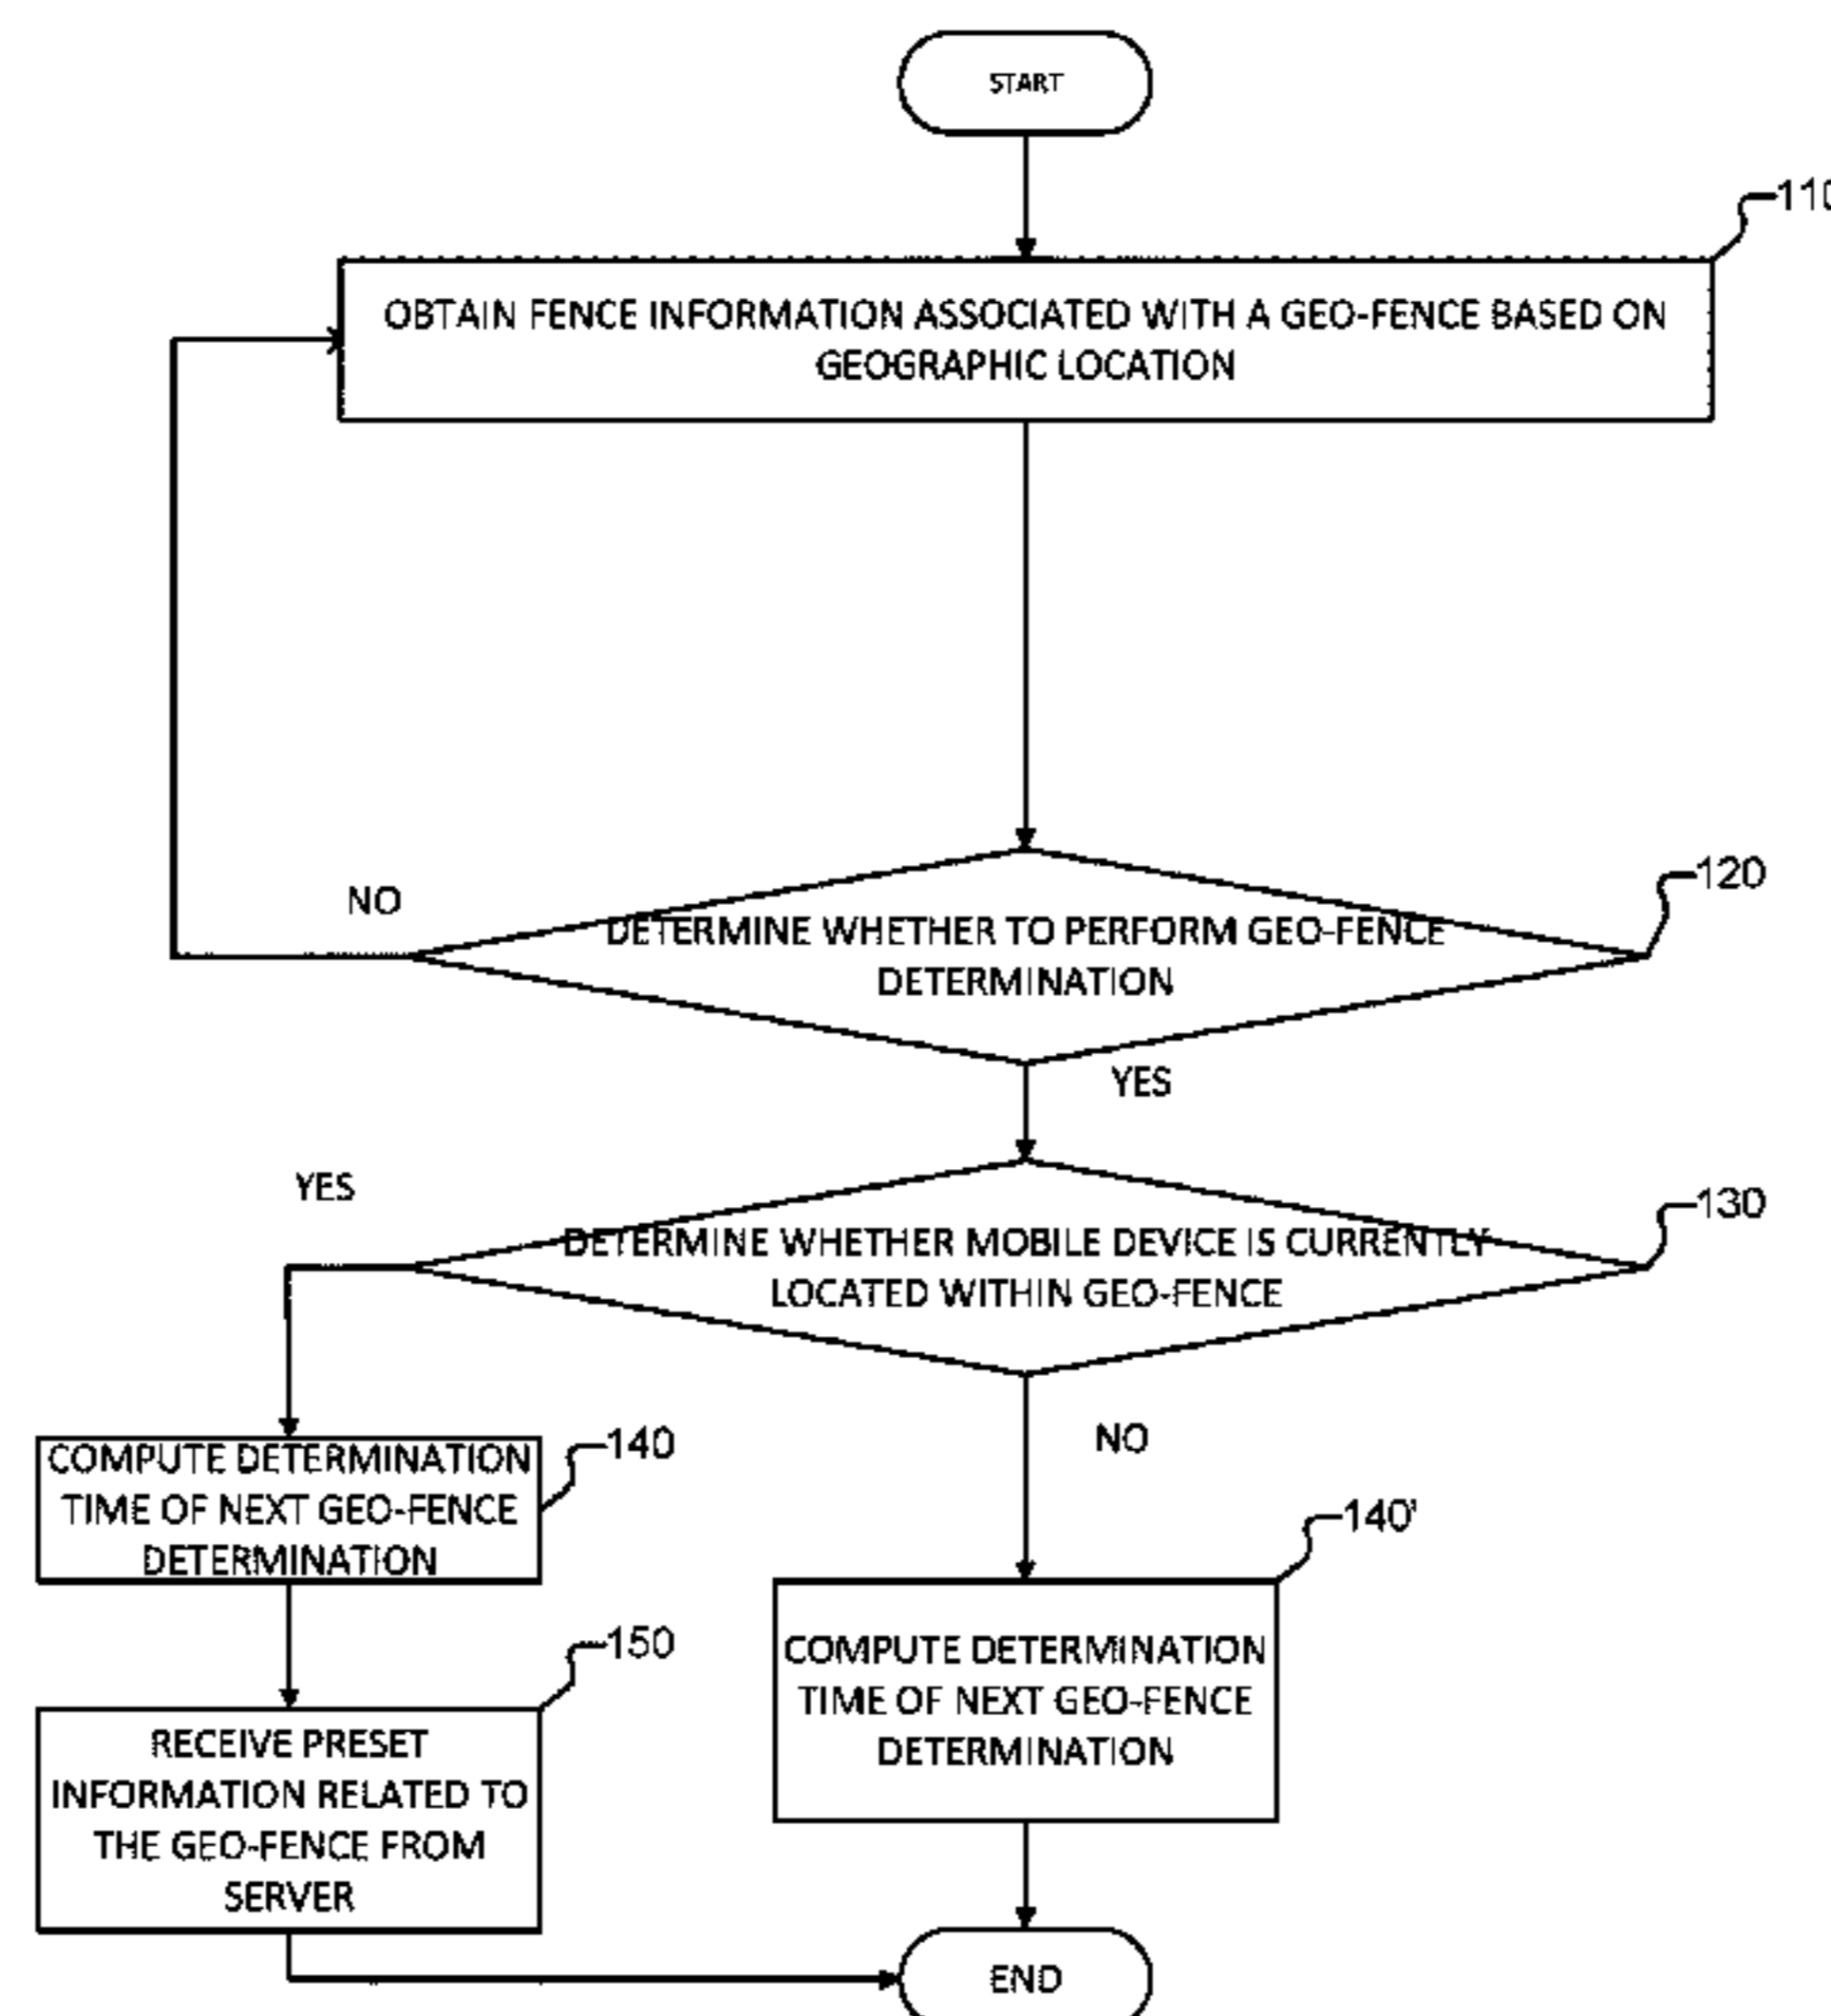 START
110
OBTAIN FENCE INFORMATION ASSOCIATED WITH A GEO-FENCE BASED ON
GEOGRAPHIC LOCATION
120
NO
DETERMINE WHETHER TO PERFORM GEO-FENCE
DETERMINATION
YES
YES
130
DETERMINE WHETHER MOBILE DEVICE IS CURRENTLY
LOCATED WITHIN GEO-FENCE
NO
140
COMPUTE DETERMINATION
TIME OF NEXT GEO-FENCE
DETERMINATION
140'
COMPUTE DETERMINATION
TIME OF NEXT GEO-FENCE
DETERMINATION
150
RECEIVE PRESET
INFORMATION RELATED TO
THE GEO-FENCE FROM
SERVER
END